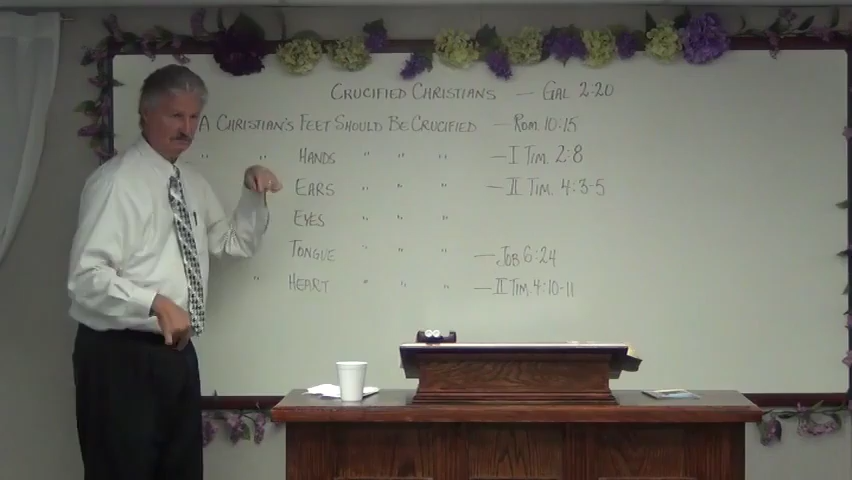 CRUCIFIED CHRISTIANS — GAL 2:20
A CHRISTIAN'S FEET SHOULD BE CRUCIFIED — ROM. 10:15
" " HANDS " " " — I TIM. 2:8
EARS " " " — II TIM. 4:3-5
EYES " " "
TONGUE " " " — JOB 6:24
" HEART " " " — II TIM. 4:10-11